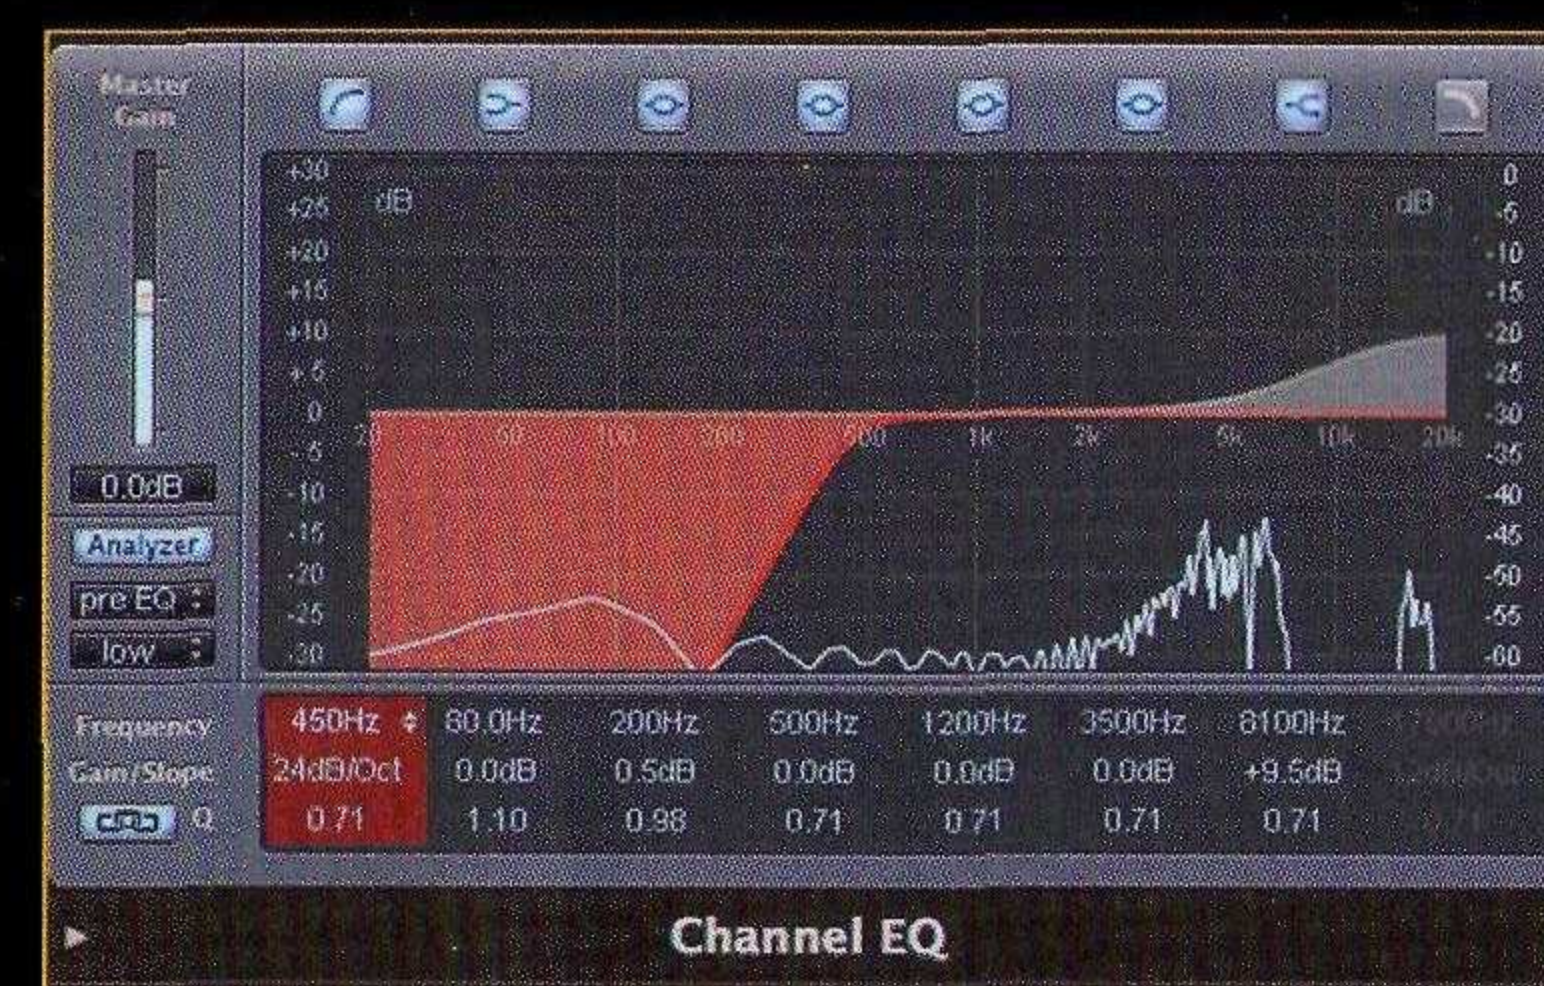 Master
Gain
+30
+25
+20
+15
+10
+5
0
-5
-10
-15
-20
-25
-30
dB
dB
0
-5
-10
-15
-20
-25
-30
-35
-40
-45
-50
-55
-60
20 60 100 200 500 1k 2k 5k 10k 20k
0.0dB
Analyzer
pre EQ
low
Frequency 450Hz 80.0Hz 200Hz 500Hz 1200Hz 3500Hz 8100Hz
Gain/Slope 24dB/Oct 0.0dB 0.5dB 0.0dB 0.0dB 0.0dB +9.5dB
Q 0.71 1.10 0.98 0.71 0.71 0.71 0.71
Channel EQ